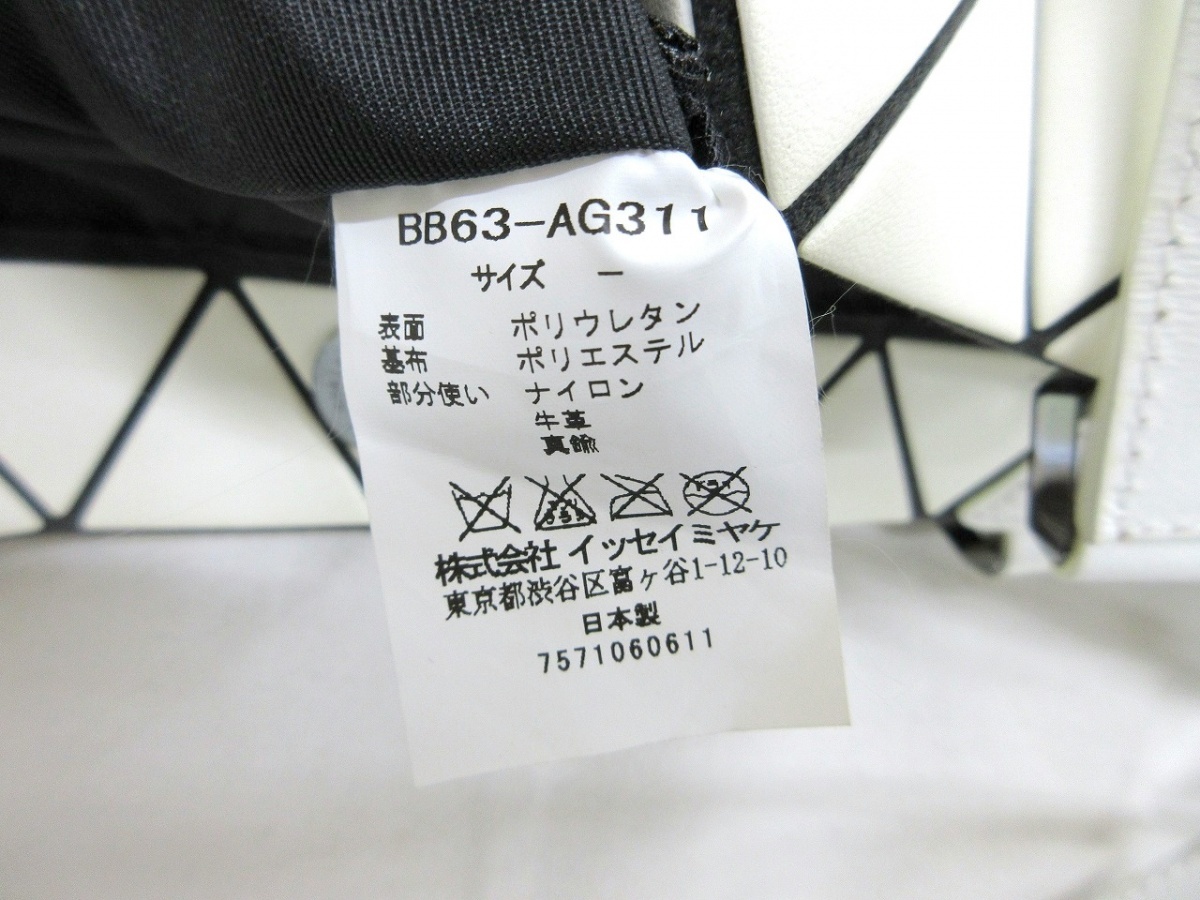 BB63-AG311
サイズ ー
表面 ポリウレタン
基布 ポリエステル
部分使い ナイロン
牛革
真鍮
株式会社 イッセイミヤケ
東京都渋谷区富ヶ谷1-12-10
日本製
7571060611